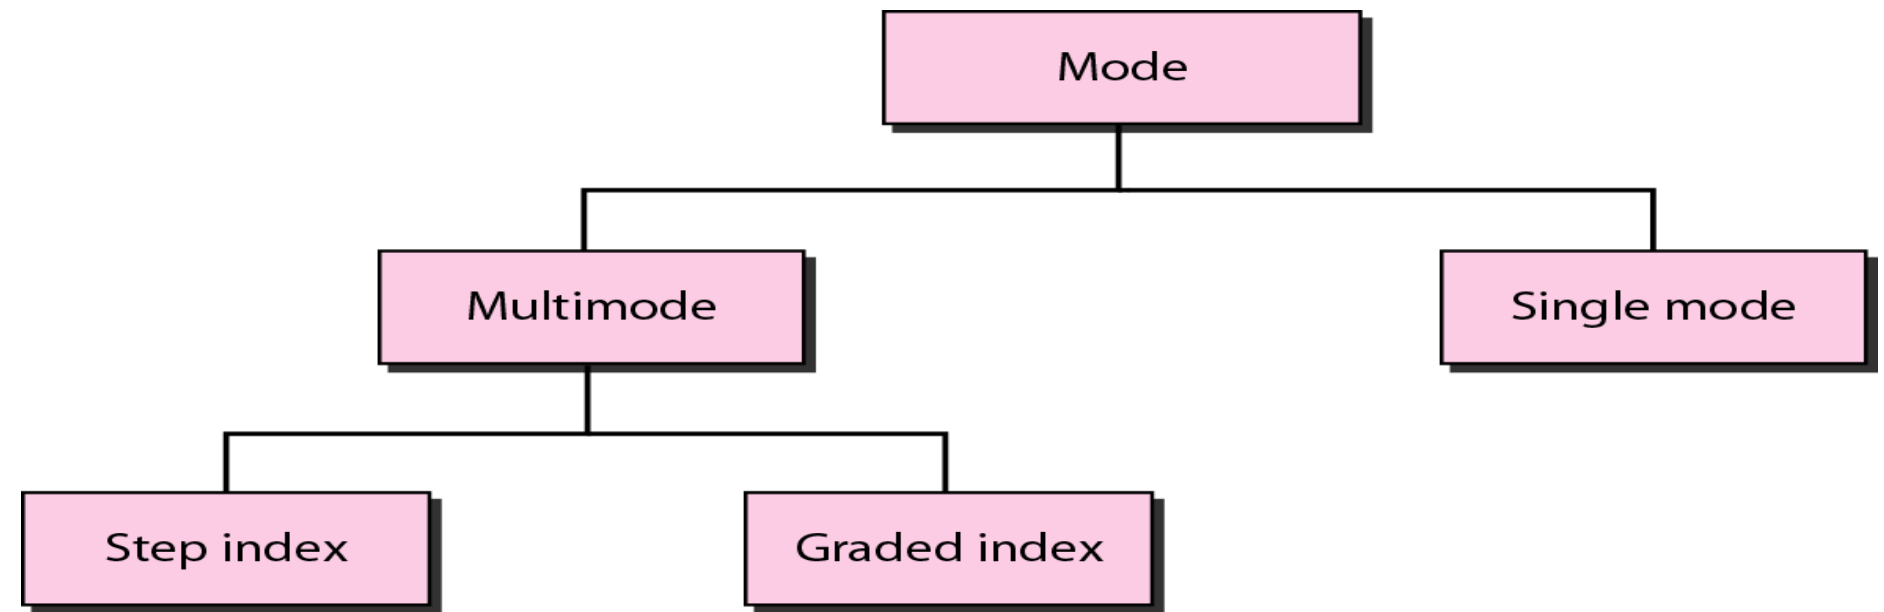 Mode
Multimode
Single mode
Step index
Graded index